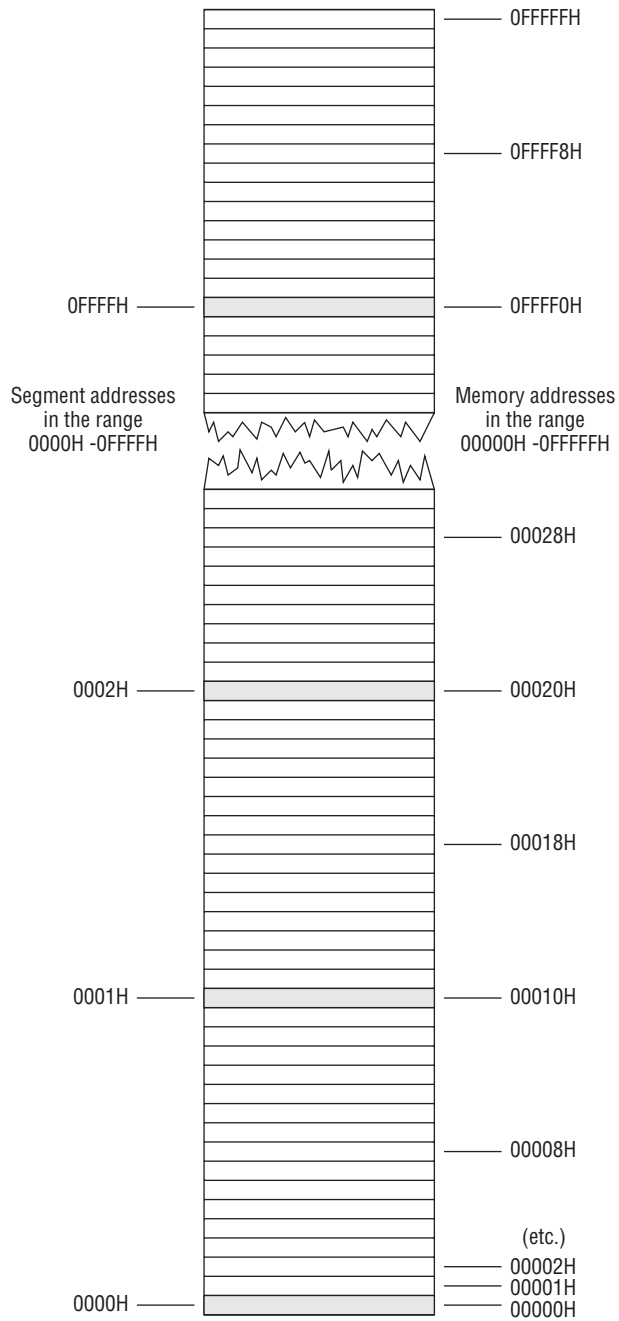 0FFFFFH
0FFFF8H
0FFFFH
0FFFF0H
Segment addresses
in the range
0000H -0FFFFH
Memory addresses
in the range
00000H -0FFFFFH
00028H
0002H
00020H
00018H
0001H
00010H
00008H
(etc.)
00002H
00001H
0000H
00000H